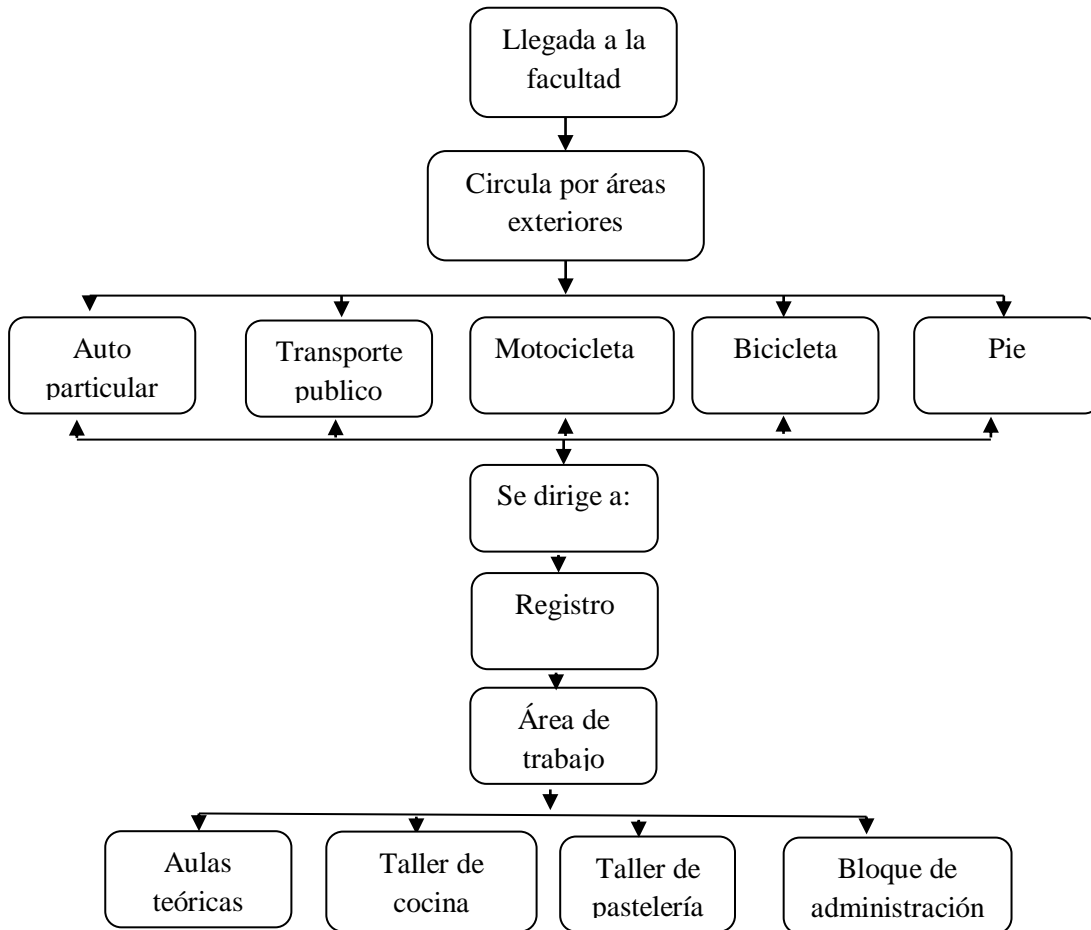 Llegada a la
facultad
Circula por áreas
exteriores
Auto
particular
Transporte
publico
Motocicleta
Bicicleta
Pie
Se dirige a:
Registro
Área de
trabajo
Aulas
teóricas
Taller de
cocina
Taller de
pastelería
Bloque de
administración